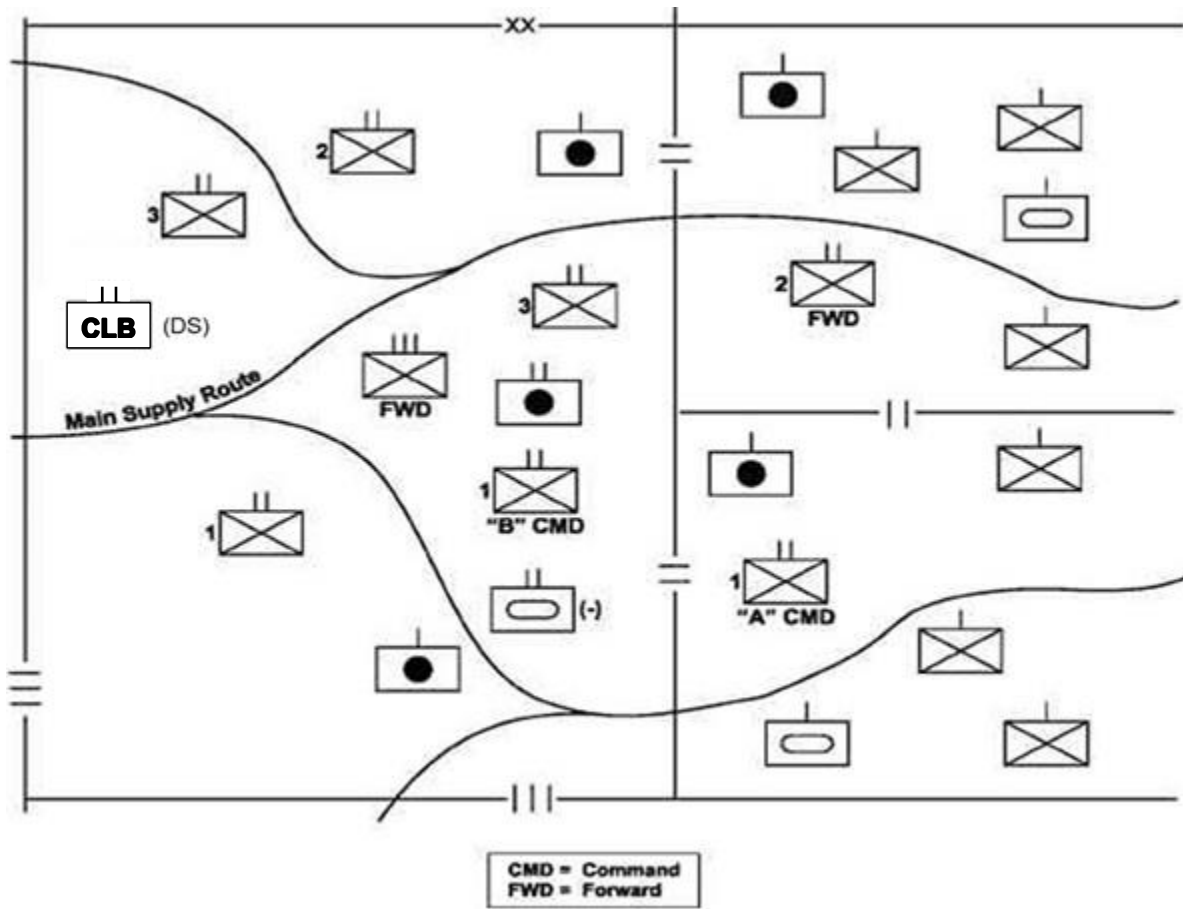 XX
2
3
CLB (DS)
3
2
FWD
FWD
Main Supply Route
1
"B" CMD
1
1
"A" CMD
(-)
CMD = Command
FWD = Forward